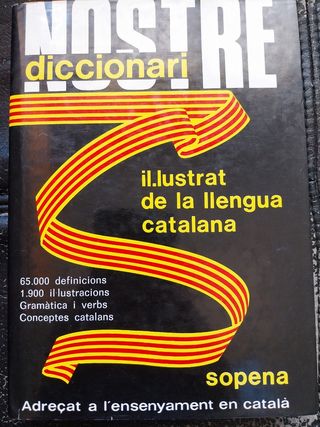 NOSTRE
diccionari
il.lustrat
de la llengua
catalana
65.000 definicions
1.900 il·lustracions
Gramàtica i verbs
Conceptes catalans
sopena
Adreçat a l'ensenyament en català